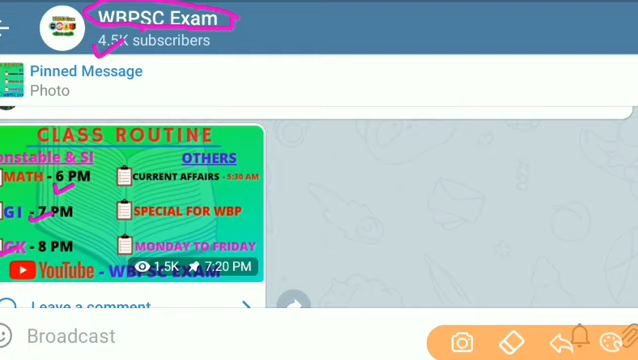 WBPSC Exam
4.5K subscribers
Pinned Message
Photo
CLASS ROUTINE
onstable & SI
OTHERS
MATH - 6 PM
CURRENT AFFAIRS - 5:30 AM
GI - 7 PM
SPECIAL FOR WBP
GK - 8 PM
MONDAY TO FRIDAY
1.5K 7:20 PM
YouTube - WBPSC EXAM
Leave a comment
Broadcast